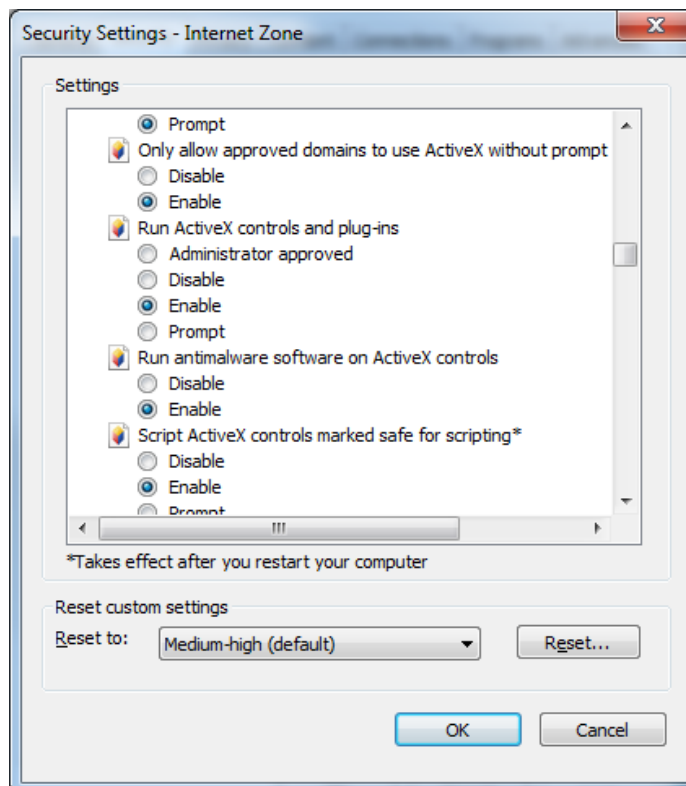 Security Settings - Internet Zone
Settings
Prompt
Only allow approved domains to use ActiveX without prompt
Disable
Enable
Run ActiveX controls and plug-ins
Administrator approved
Disable
Enable
Prompt
Run antimalware software on ActiveX controls
Disable
Enable
Script ActiveX controls marked safe for scripting*
Disable
Enable
Prompt
*Takes effect after you restart your computer
Reset custom settings
Reset to: Medium-high (default) Reset...
OK Cancel